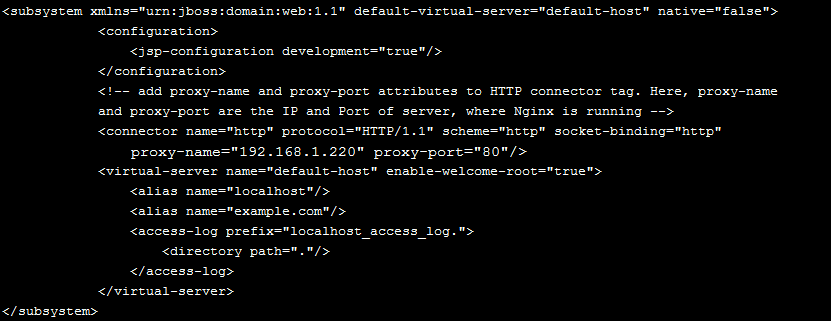 <subsystem xmlns="urn:jboss:domain:web:1.1" default-virtual-server="default-host" native="false">
<configuration>
<jsp-configuration development="true"/>
</configuration>
<!-- add proxy-name and proxy-port attributes to HTTP connector tag. Here, proxy-name
and proxy-port are the IP and Port of server, where Nginx is running -->
<connector name="http" protocol="HTTP/1.1" scheme="http" socket-binding="http"
proxy-name="192.168.1.220" proxy-port="80"/>
<virtual-server name="default-host" enable-welcome-root="true">
<alias name="localhost"/>
<alias name="example.com"/>
<access-log prefix="localhost_access_log.">
<directory path="."/>
</access-log>
</virtual-server>
</subsystem>